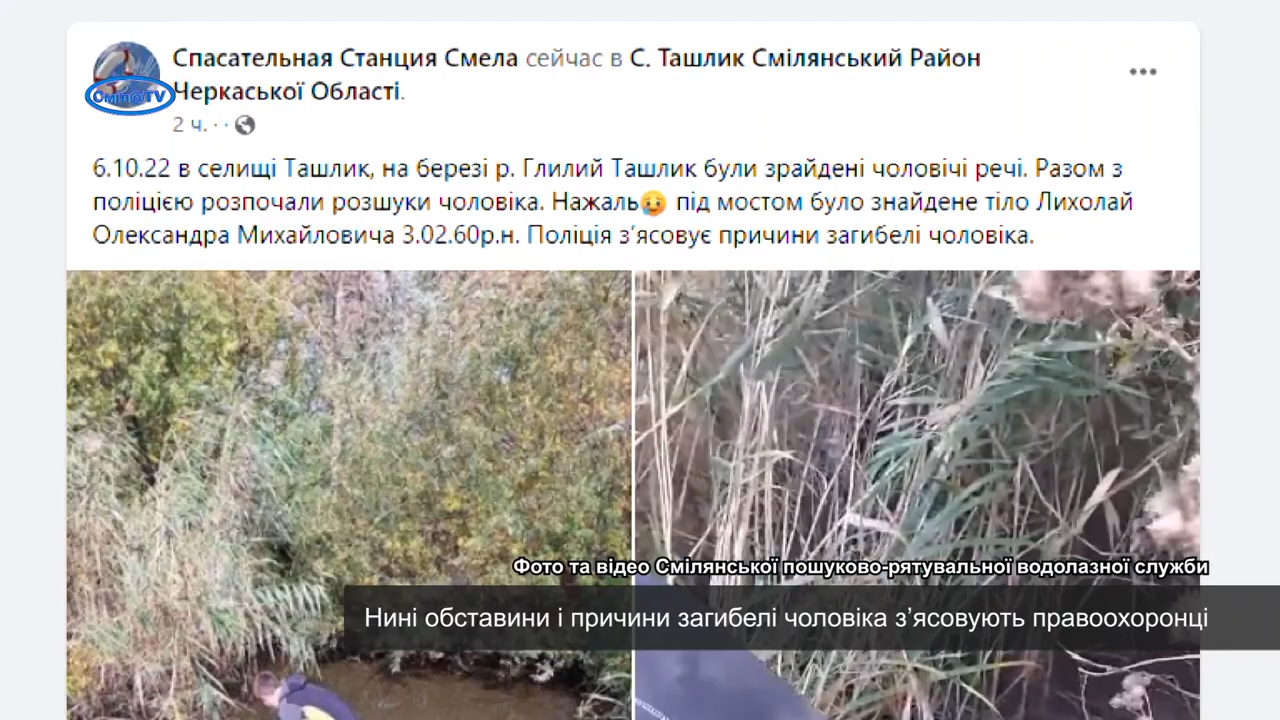 Спасательная Станция Смела сейчас в С. Ташлик Смілянський Район
Черкаської Області.
СмілаTV
2 ч. · ·
6.10.22 в селищі Ташлик, на березі р. Глилий Ташлик були зрайдені чоловічі речі. Разом з
поліцією розпочали розшуки чоловіка. Нажаль🥲 під мостом було знайдене тіло Лихолай
Олександра Михайловича 3.02.60р.н. Поліція з'ясовує причини загибелі чоловіка.
Фото та відео Смілянської пошуково-рятувальної водолазної служби
Нині обставини і причини загибелі чоловіка з’ясовують правоохоронці